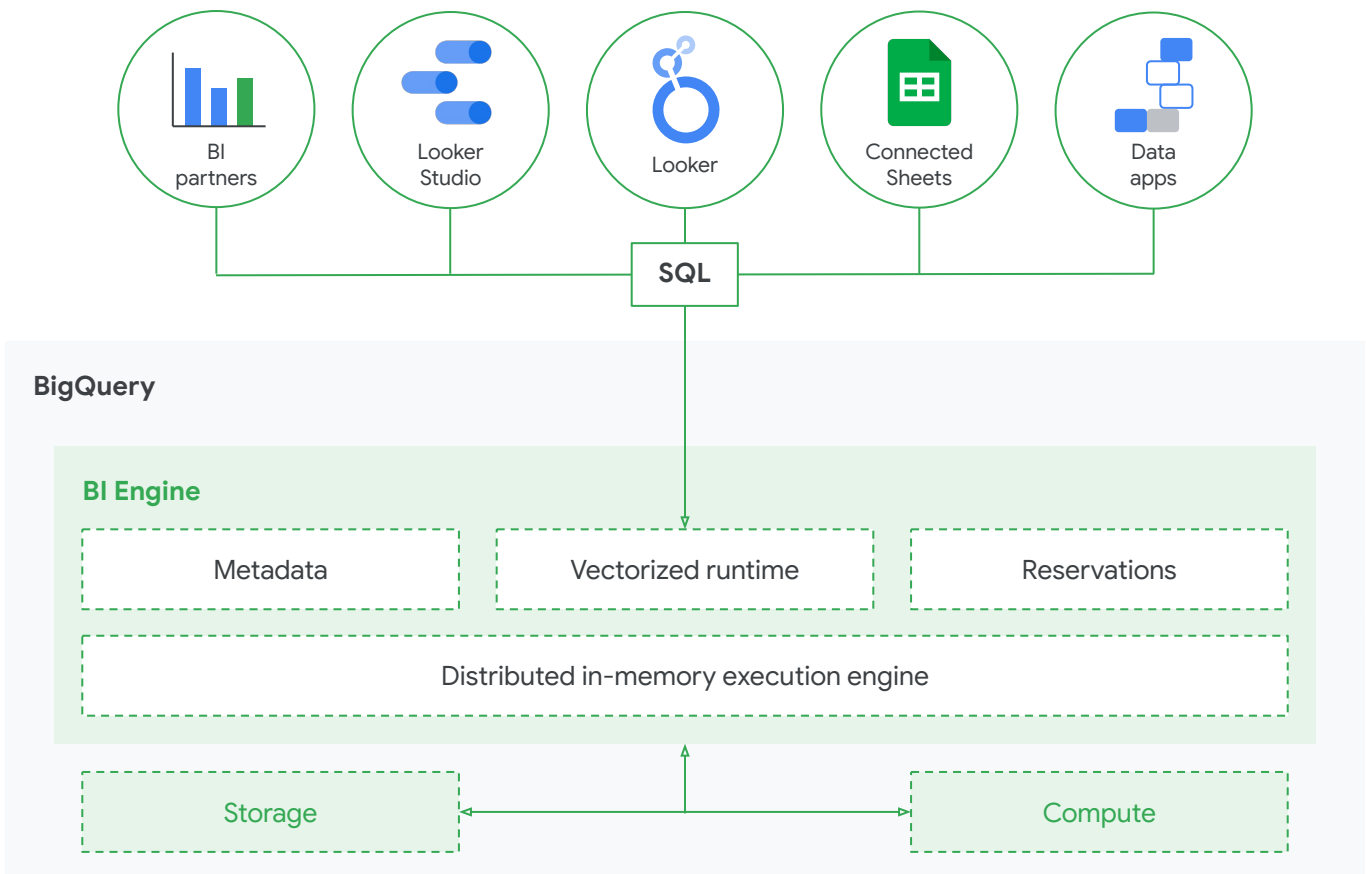 BI
partners
Looker
Studio
Looker
Connected
Sheets
Data
apps
SQL
BigQuery
BI Engine
Metadata
Vectorized runtime
Reservations
Distributed in-memory execution engine
Storage
Compute